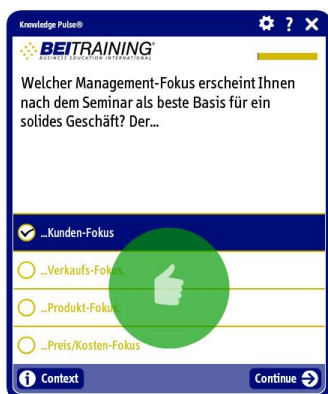 Knowledge Pulse®
? X
BEITRAINING®
BUSINESS EDUCATION INTERNATIONAL
Welcher Management-Fokus erscheint Ihnen
nach dem Seminar als beste Basis für ein
solides Geschäft? Der...
...Kunden-Fokus
...Verkaufs-Fokus.
...Produkt-Fokus.
...Preis/Kosten-Fokus
i Context
Continue